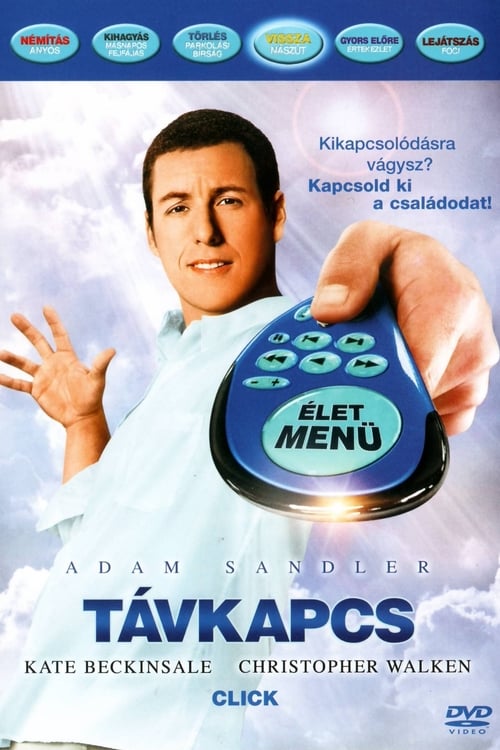 NÉMÍTÁS
ANYÓS
KIHAGYÁS
MÁSNAPOS
FEJFÁJÁS
TÖRLÉS
PARKOLÁSI
BÍRSÁG
VISSZA
NÁSZÚT
GYORS ELŐRE
ÉRTEKEZLET
LEJÁTSZÁS
FOCI
Kikapcsolódásra
vágysz?
Kapcsold ki
a családodat!
ÉLET
MENÜ
ADAM SANDLER
TÁVKAPCS
KATE BECKINSALE CHRISTOPHER WALKEN
CLICK
DVD
VIDEO